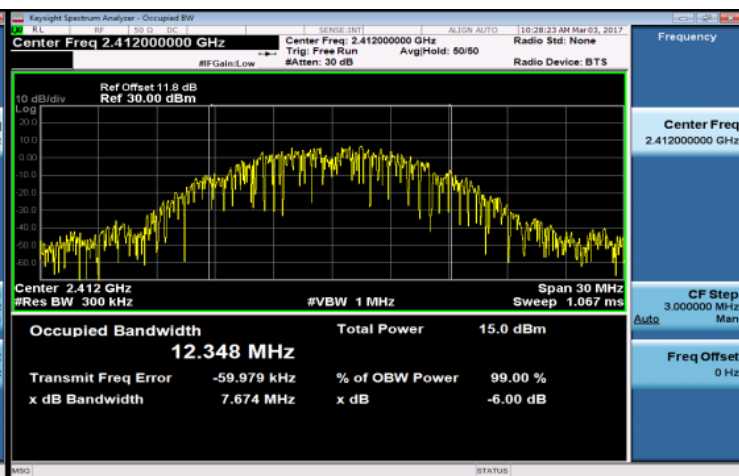 Keysight Spectrum Analyzer - Occupied BW
RL RF 50 Ω DC SENSE:INT ALIGN AUTO 10:28:23 AM Mar 03, 2017
Center Freq 2.412000000 GHz
Center Freq: 2.412000000 GHz
Radio Std: None
Trig: Free Run Avg|Hold: 50/50
#IFGain:Low
#Atten: 30 dB
Radio Device: BTS
Frequency
Ref Offset 11.8 dB
10 dB/div Ref 30.00 dBm
Log
20.0
10.0
0.00
-10.0
-20.0
-30.0
-40.0
-50.0
-60.0
Center 2.412 GHz Span 30 MHz
#Res BW 300 kHz #VBW 1 MHz Sweep 1.067 ms
Occupied Bandwidth Total Power 15.0 dBm
12.348 MHz
Transmit Freq Error -59.979 kHz % of OBW Power 99.00 %
x dB Bandwidth 7.674 MHz x dB -6.00 dB
Center Freq
2.412000000 GHz
CF Step
3.000000 MHz
Auto Man
Freq Offset
0 Hz
MSG STATUS